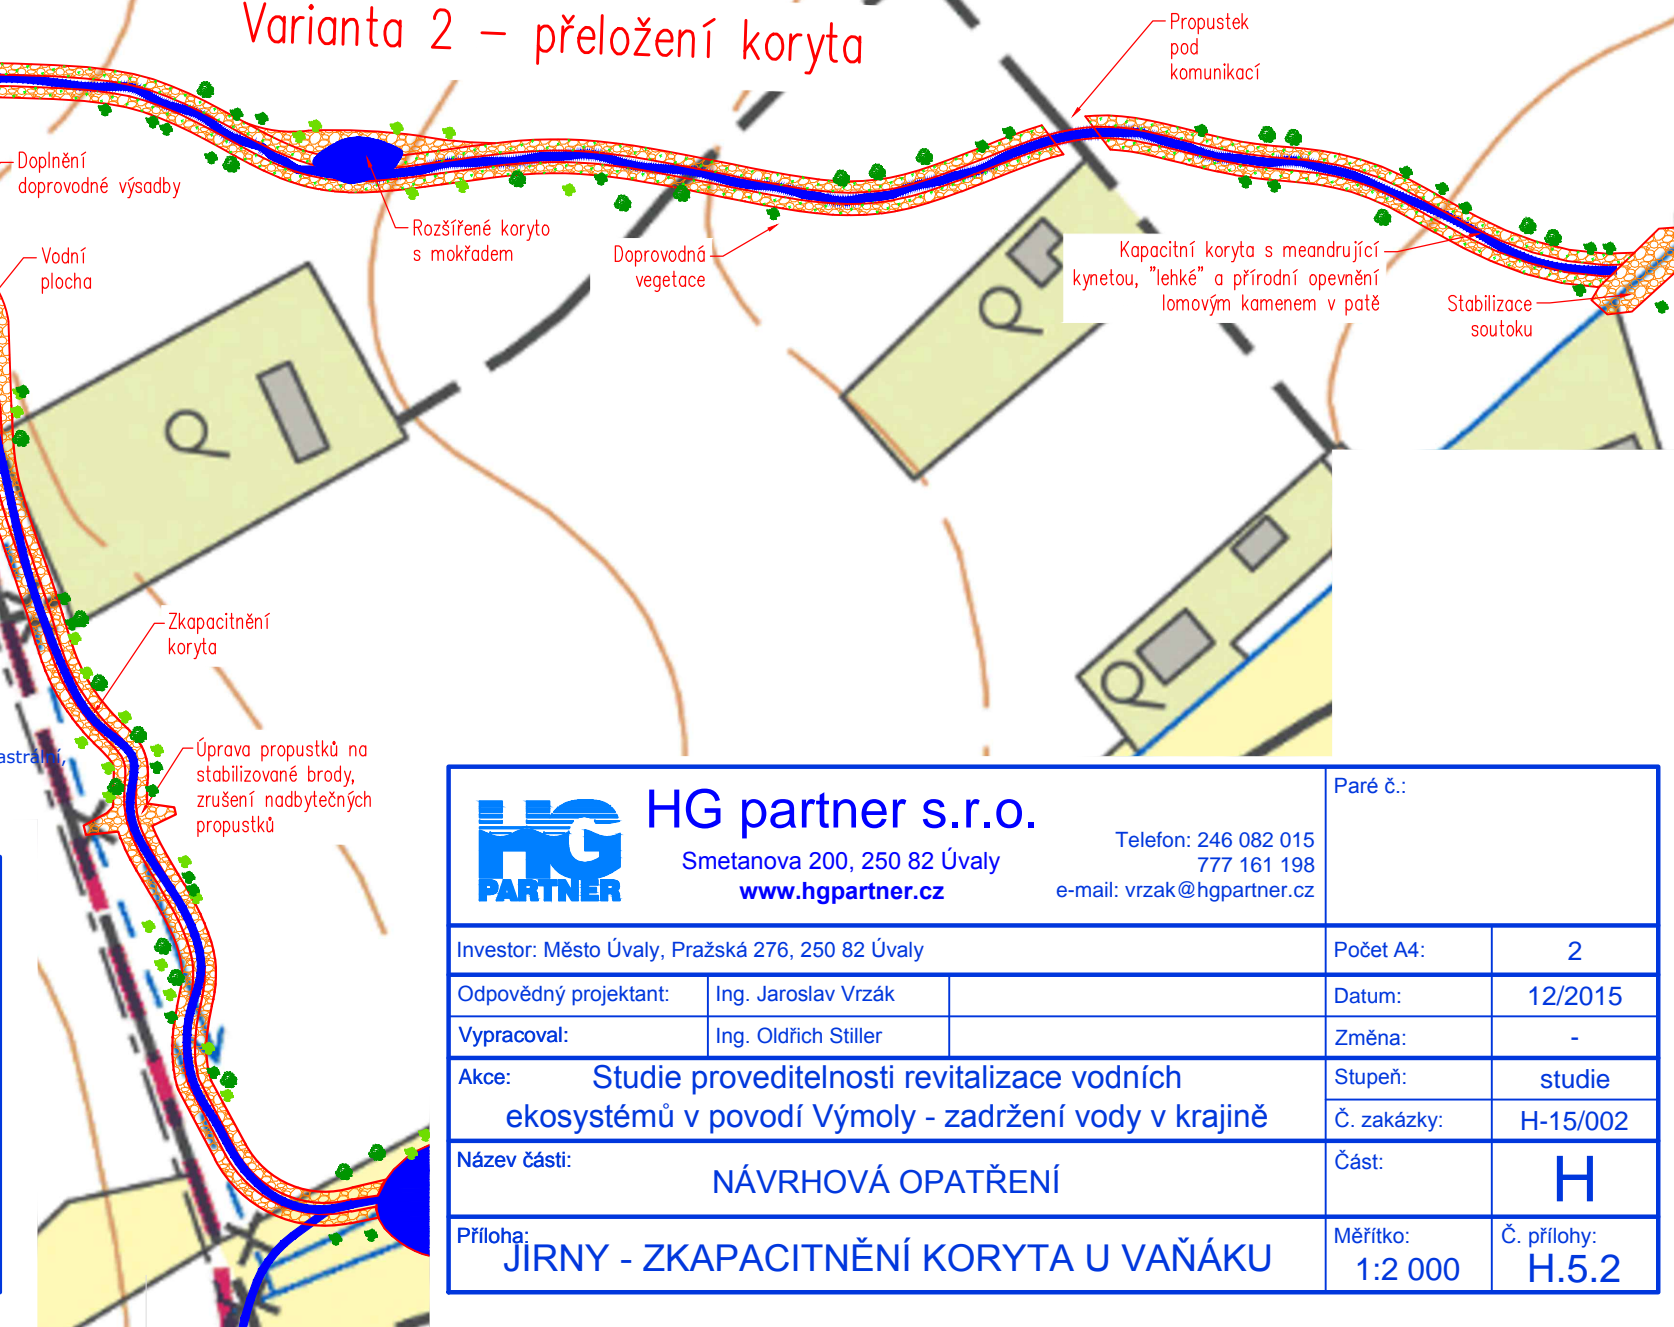 Varianta 2 – přeložení koryta
Propustek
pod
komunikací
Doplnění
doprovodné výsadby
Rozšířené koryto
s mokřadem
Vodní
plocha
Doprovodná
vegetace
Kapacitní koryta s meandrující
kynetou, "lehké" a přírodní opevnění
lomovým kamenem v patě
Stabilizace
soutoku
Zkapacitnění
koryta
Úprava propustků na
stabilizované brody,
zrušení nadbytečných
propustků
HG
PARTNER
HG partner s.r.o.
Smetanova 200, 250 82 Úvaly
www.hgpartner.cz
Telefon: 246 082 015
777 161 198
e-mail: vrzak@hgpartner.cz
Paré č.:
Investor: Město Úvaly, Pražská 276, 250 82 Úvaly
Počet A4: 2
Odpovědný projektant: Ing. Jaroslav Vrzák
Datum: 12/2015
Vypracoval: Ing. Oldřich Stiller
Změna: -
Akce: Studie proveditelnosti revitalizace vodních
ekosystémů v povodí Výmoly - zadržení vody v krajině
Stupeň: studie
Č. zakázky: H-15/002
Název části: NÁVRHOVÁ OPATŘENÍ
Část: H
Příloha: JIRNY - ZKAPACITNĚNÍ KORYTA U VAŇÁKU
Měřítko: 1:2 000
Č. přílohy: H.5.2